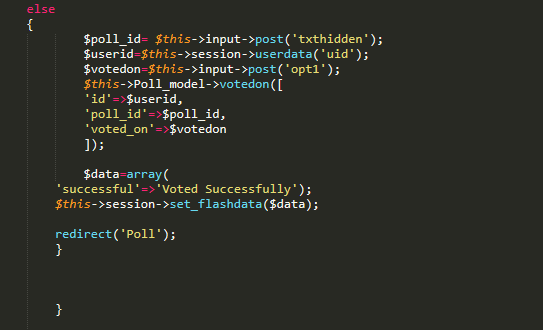 else
{
$poll_id= $this->input->post('txthidden');
$userid=$this->session->userdata('uid');
$votedon=$this->input->post('opt1');
$this->Poll_model->votedon([
'id'=>$userid,
'poll_id'=>$poll_id,
'voted_on'=>$votedon
]);
$data=array(
'successful'=>'Voted Successfully');
$this->session->set_flashdata($data);
redirect('Poll');
}
}